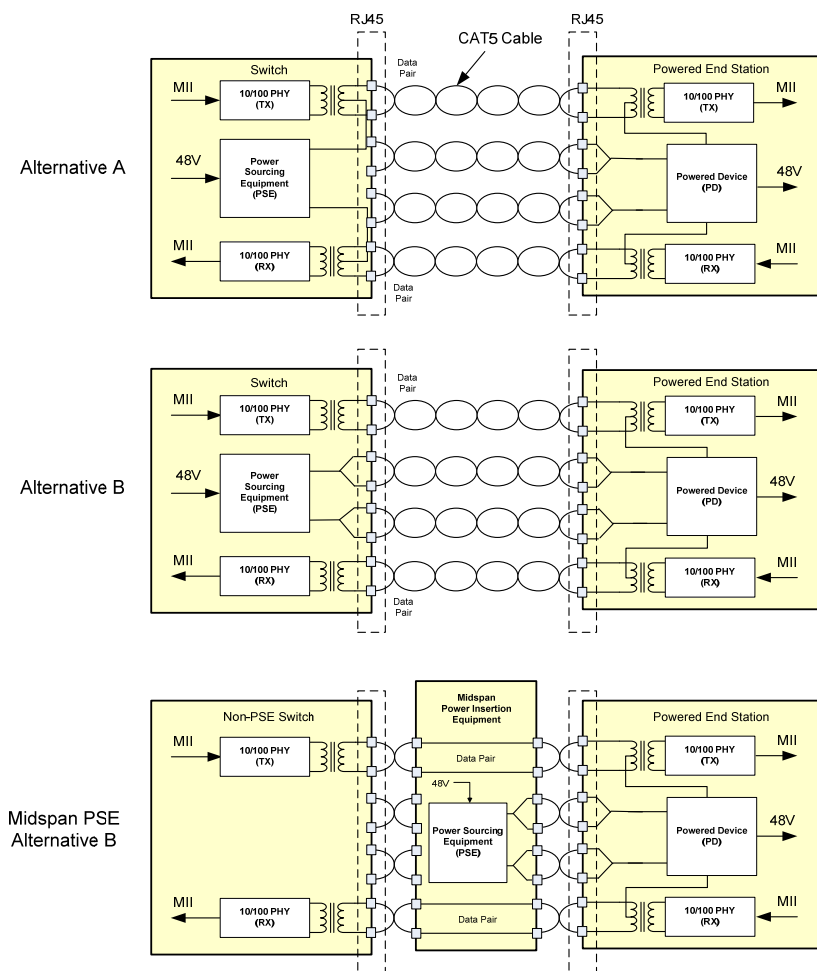 RJ45
RJ45
CAT5 Cable
Alternative A
Switch
Data
Pair
Powered End Station
MII
10/100 PHY
(TX)
10/100 PHY
(TX)
MII
48V
Power
Sourcing
Equipment
(PSE)
Powered Device
(PD)
48V
MII
10/100 PHY
(RX)
10/100 PHY
(RX)
MII
Data
Pair
Alternative B
Switch
Data
Pair
Powered End Station
MII
10/100 PHY
(TX)
10/100 PHY
(TX)
MII
48V
Power
Sourcing
Equipment
(PSE)
Powered Device
(PD)
48V
MII
10/100 PHY
(RX)
10/100 PHY
(RX)
MII
Data
Pair
Midspan PSE
Alternative B
Non-PSE Switch
Midspan
Power Insertion
Equipment
Powered End Station
MII
10/100 PHY
(TX)
Data Pair
10/100 PHY
(TX)
MII
48V
Power Sourcing
Equipment
(PSE)
Powered Device
(PD)
48V
MII
10/100 PHY
(RX)
Data Pair
10/100 PHY
(RX)
MII